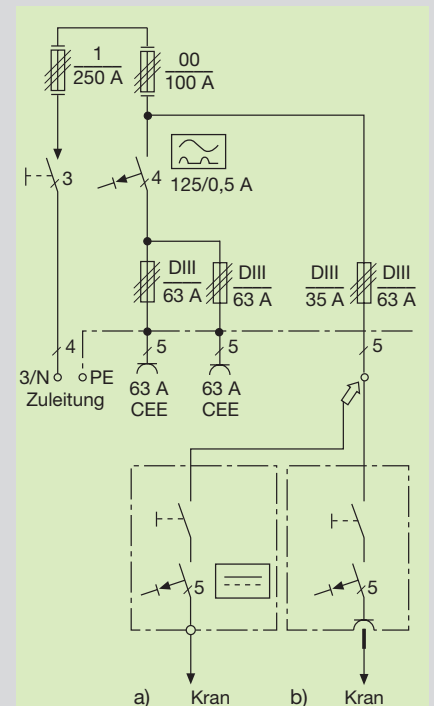 1
250 A
00
100 A
3
4
125/0,5 A
DIII
63 A
DIII
63 A
DIII
35 A
DIII
63 A
4
5
5
5
3/N
PE
Zuleitung
63 A
CEE
63 A
CEE
5
5
a) Kran
b) Kran